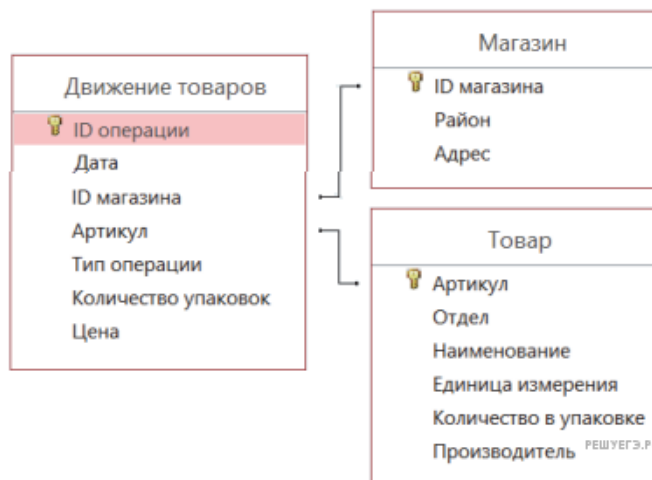 Движение товаров
ID операции
Дата
ID магазина
Артикул
Тип операции
Количество упаковок
Цена
Магазин
ID магазина
Район
Адрес
Товар
Артикул
Отдел
Наименование
Единица измерения
Количество в упаковке
Производитель
РЕШУЕГЭ.Р